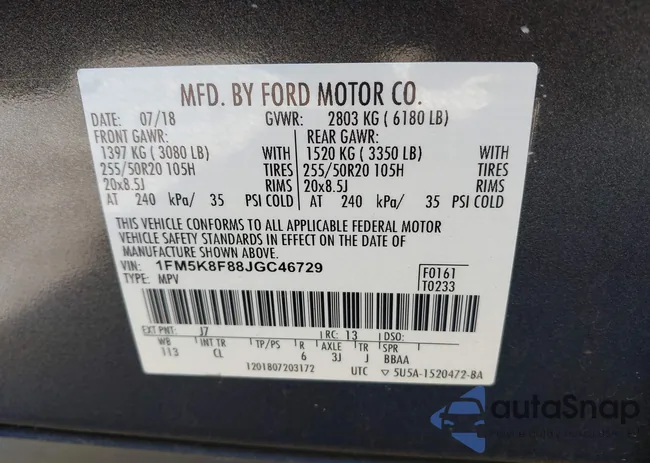 MFD. BY FORD MOTOR CO.
DATE: 07/18 GVWR: 2803 KG ( 6180 LB)
FRONT GAWR: REAR GAWR:
1397 KG ( 3080 LB) WITH 1520 KG ( 3350 LB) WITH
255/50R20 105H TIRES 255/50R20 105H TIRES
20x8.5J RIMS 20x8.5J RIMS
AT 240 kPa/ 35 PSI COLD AT 240 kPa/ 35 PSI COLD
THIS VEHICLE CONFORMS TO ALL APPLICABLE FEDERAL MOTOR
VEHICLE SAFETY STANDARDS IN EFFECT ON THE DATE OF
MANUFACTURE SHOWN ABOVE.
VIN: 1FM5K8F88JGC46729 F0161
TYPE: MPV T0233
EXT PNT: J7 RC: 13 DSO:
WB INT TR TP/PS R AXLE TR SPR
113 CL 6 3J J BBAA
1201807203172 UTC ▽ 5U5A-1520472-BA
autaSnap